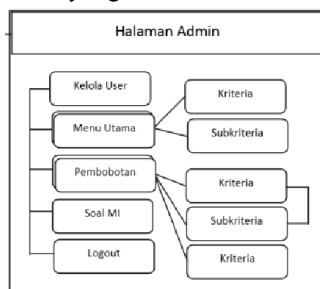 Halaman Admin
Kelola User
Menu Utama
Pembobotan
Soal MI
Logout
Kriteria
Subkriteria
Kriteria
Subkriteria
Kriteria